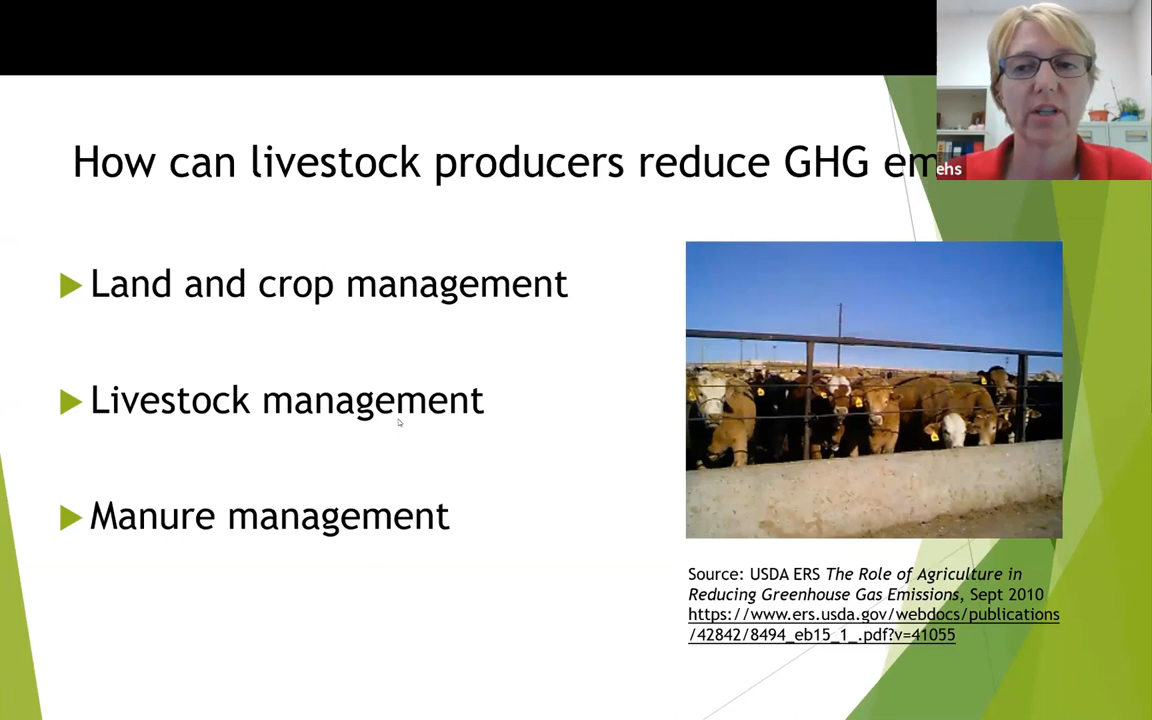 How can livestock producers reduce GHG em
ehs
Land and crop management
Livestock management
Manure management
Source: USDA ERS The Role of Agriculture in
Reducing Greenhouse Gas Emissions, Sept 2010
https://www.ers.usda.gov/webdocs/publications
/42842/8494_eb15_1_.pdf?v=41055